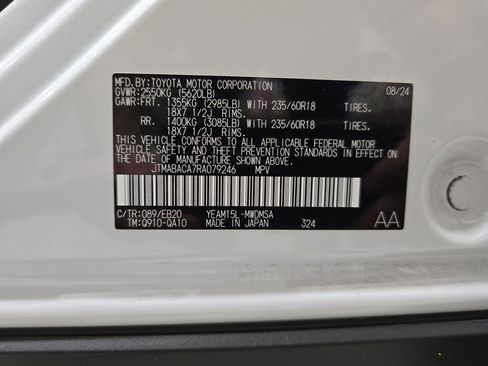 MFD.BY:TOYOTA MOTOR CORPORATION 08/24
GVWR:2550KG (5620LB)
GAWR:FRT. 1355KG (2985LB) WITH 235/60R18 TIRES.
18X7 1/2J RIMS.
RR. 1400KG (3085LB) WITH 235/60R18 TIRES.
18X7 1/2J RIMS.
THIS VEHICLE CONFORMS TO ALL APPLICABLE FEDERAL MOTOR
VEHICLE SAFETY AND THEFT PREVENTION STANDARDS IN EFFECT
ON THE DATE OF MANUFACTURE SHOWN ABOVE.
JTMABACA7RA079246 MPV
C/TR:089/EB20 YEAM15L-MWDMSA AA
TM:Q910-QA10 MADE IN JAPAN 324